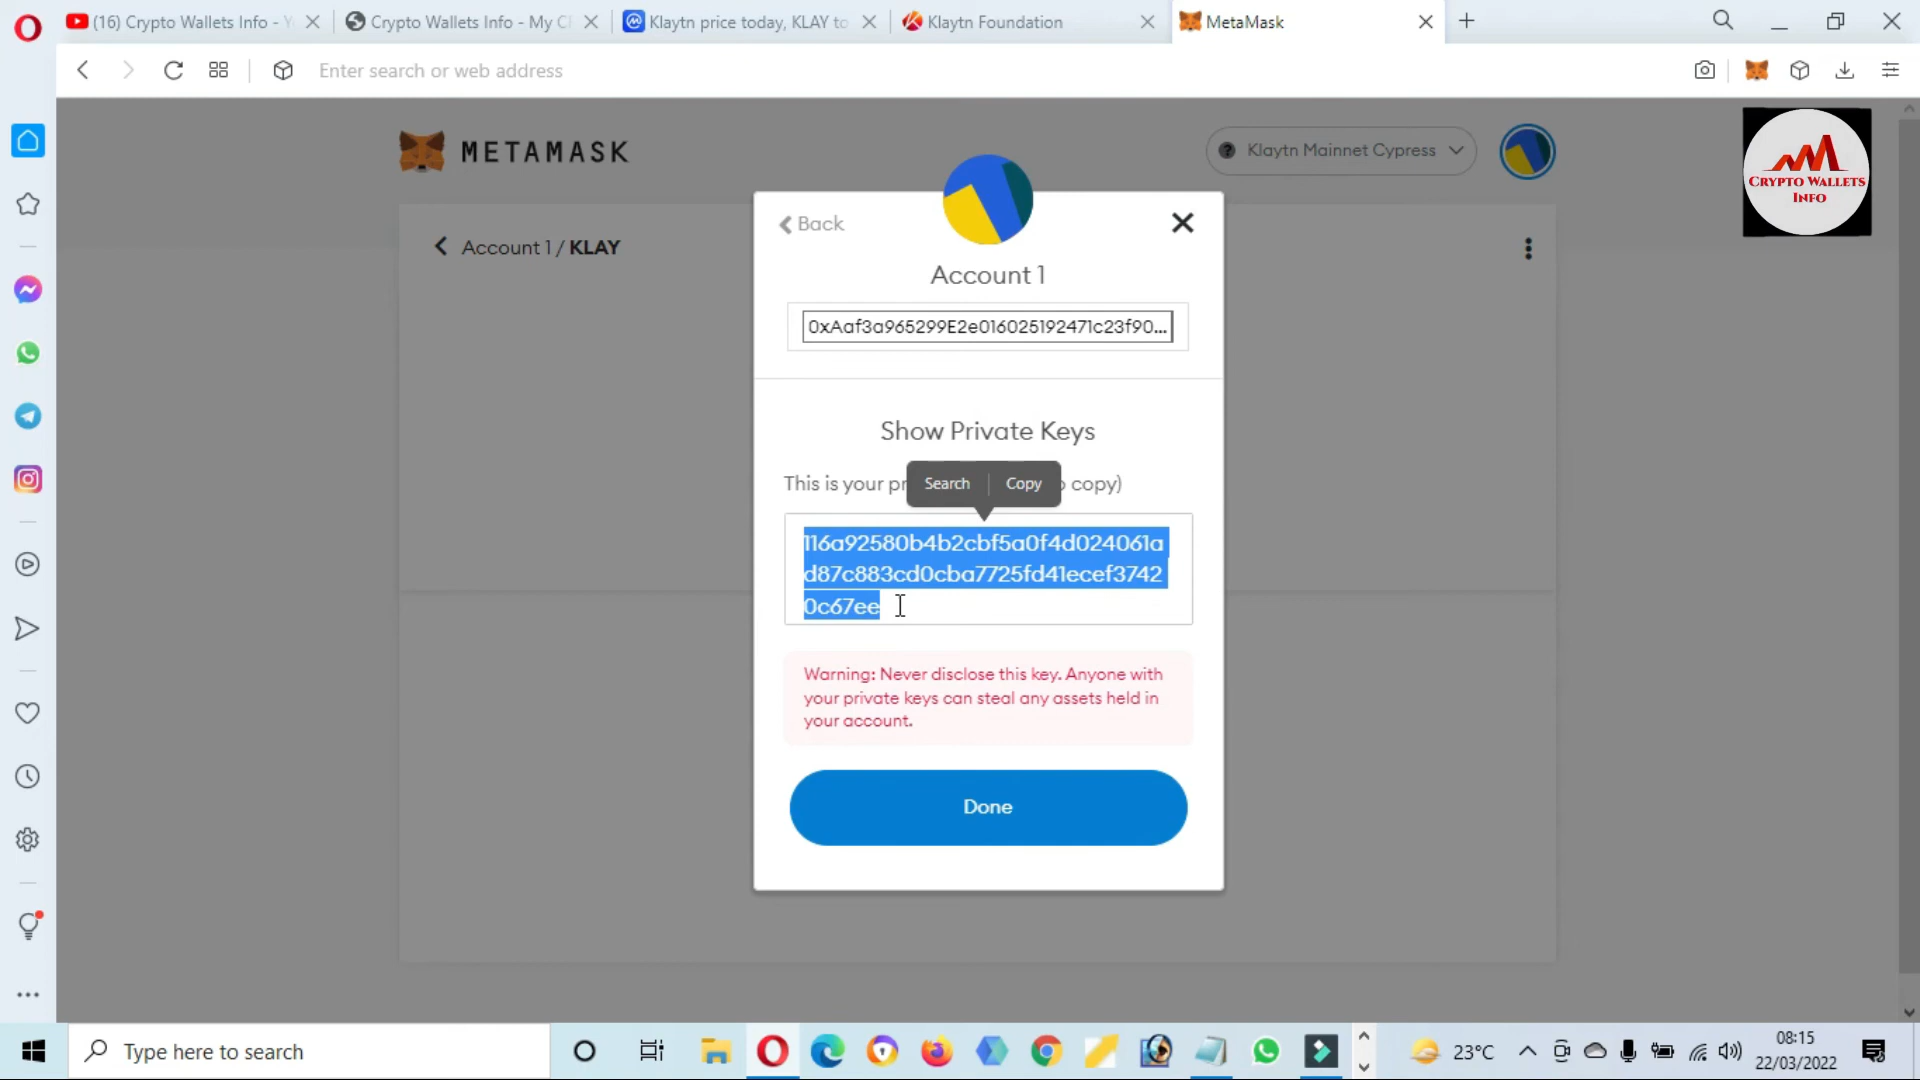 (16) Crypto Wallets Info - Y
Crypto Wallets Info - My C
Klaytn price today, KLAY to
Klaytn Foundation
MetaMask
Enter search or web address
METAMASK
Klaytn Mainnet Cypress
CRYPTO WALLETS
INFO
Back
Account 1 / KLAY
Account 1
0xAaf3a965299E2e016025192471c23f90...
Show Private Keys
This is your pr
copy)
Search
Copy
116a92580b4b2cbf5a0f4d024061a
d87c883cd0cba7725fd41ecef3742
0c67ee
Warning: Never disclose this key. Anyone with
your private keys can steal any assets held in
your account.
Done
Type here to search
23°C
08:15
22/03/2022